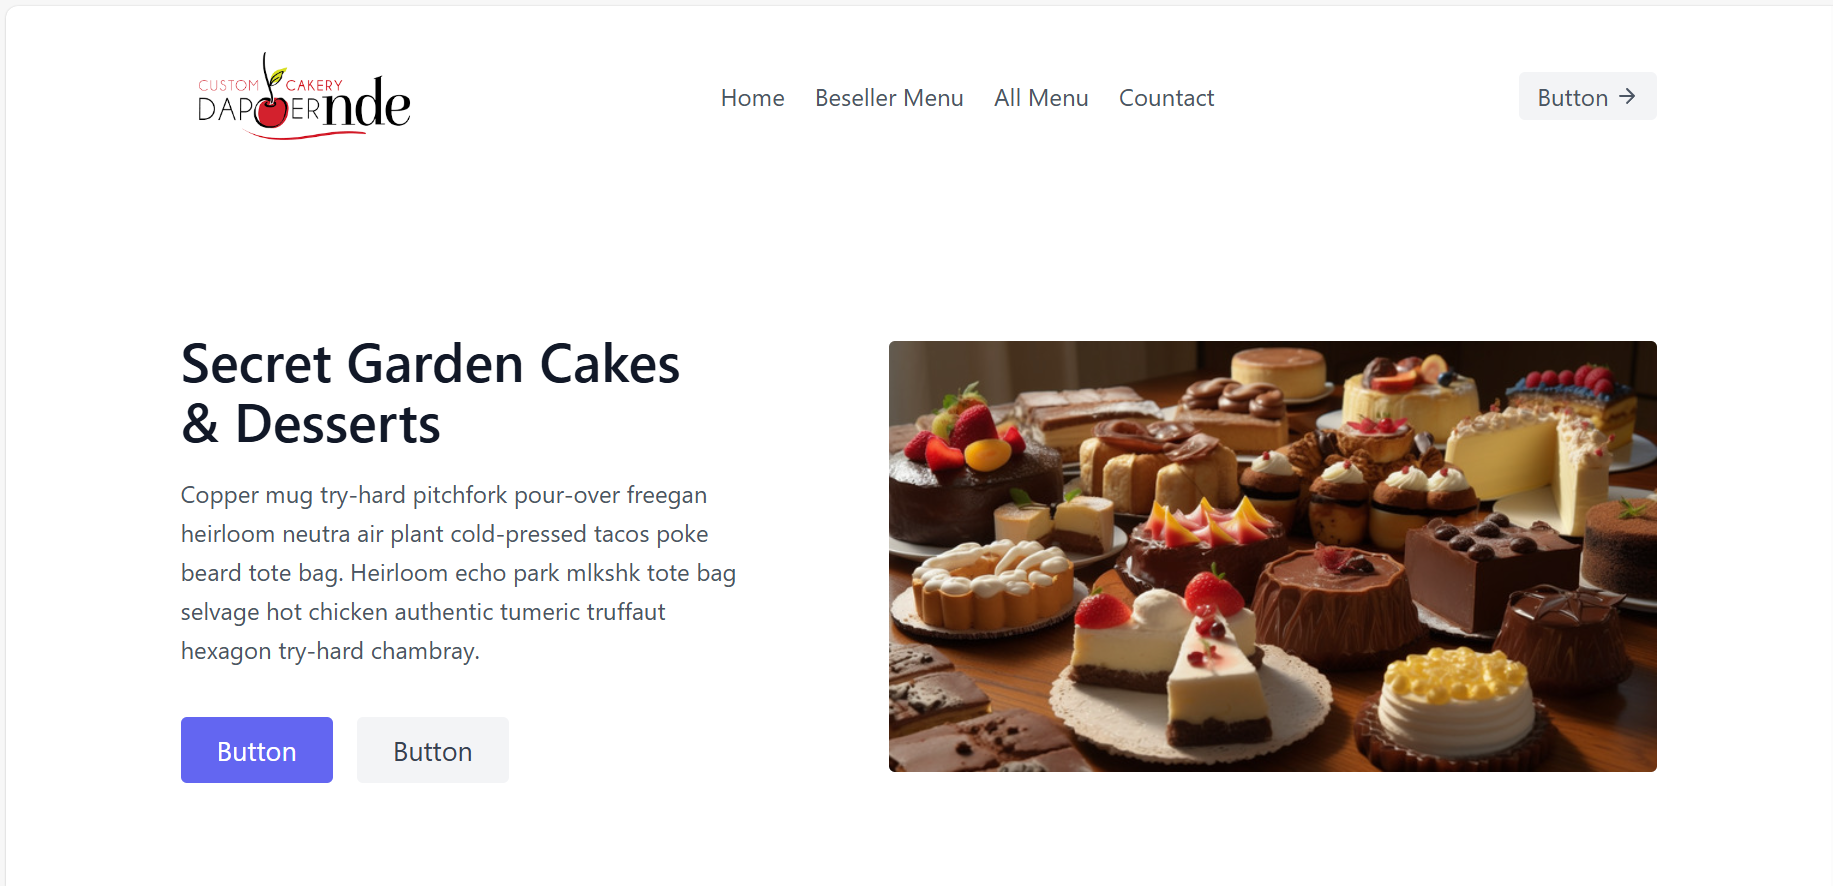 CUSTOM CAKERY
DAPOERnde
Home Beseller Menu All Menu Countact
Button →
Secret Garden Cakes
& Desserts
Copper mug try-hard pitchfork pour-over freegan
heirloom neutra air plant cold-pressed tacos poke
beard tote bag. Heirloom echo park mlkshk tote bag
selvage hot chicken authentic tumeric truffaut
hexagon try-hard chambray.
Button Button